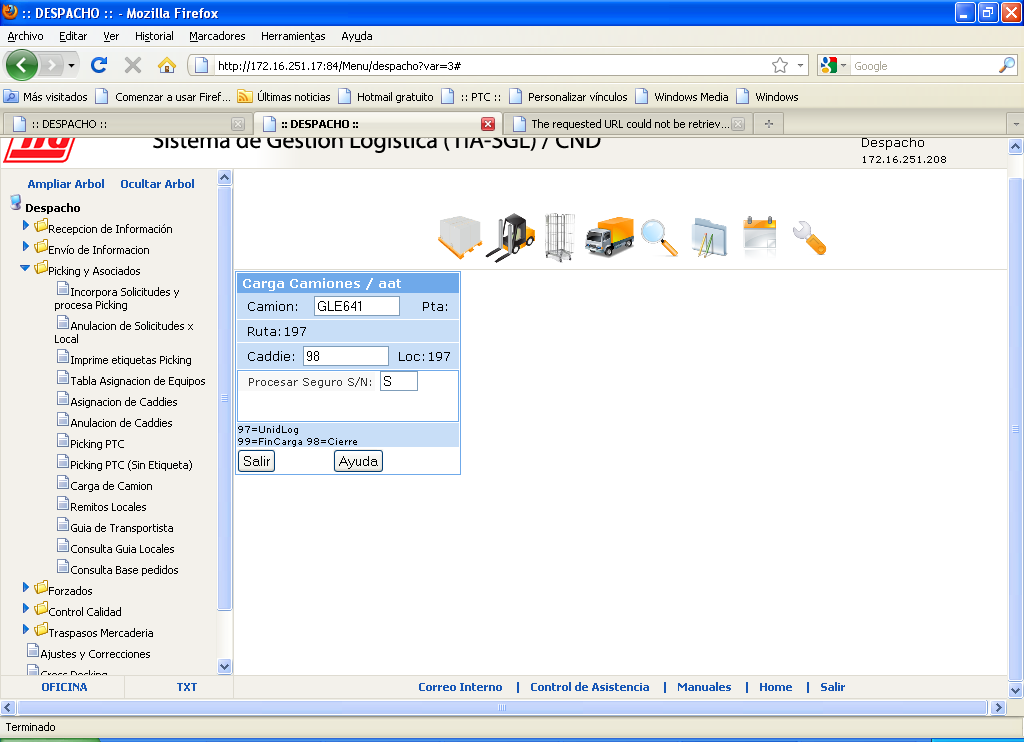 :: DESPACHO :: - Mozilla Firefox
Archivo Editar Ver Historial Marcadores Herramientas Ayuda
http://172.16.251.17:84/Menu/despacho?var=3#
Google
Más visitados Comenzar a usar Firef... Últimas noticias Hotmail gratuito :: PTC :: Personalizar vínculos Windows Media Windows
:: DESPACHO :: :: DESPACHO :: The requested URL could not be retriev...
Sistema de Gestion Logistica (TIA-SGL) / CND
Despacho
172.16.251.208
Ampliar Arbol Ocultar Arbol
Despacho
Recepcion de Información
Envío de Informacion
Picking y Asociados
Incorpora Solicitudes y
procesa Picking
Anulacion de Solicitudes x
Local
Imprime etiquetas Picking
Tabla Asignacion de Equipos
Asignacion de Caddies
Anulacion de Caddies
Picking PTC
Picking PTC (Sin Etiqueta)
Carga de Camion
Remitos Locales
Guia de Transportista
Consulta Guia Locales
Consulta Base pedidos
Forzados
Control Calidad
Traspasos Mercaderia
Ajustes y Correcciones
Cross Docking
Carga Camiones / aat
Camion: GLE641 Pta:
Ruta: 197
Caddie: 98 Loc: 197
Procesar Seguro S/N: S
97=UnidLog
99=FinCarga 98=Cierre
Salir Ayuda
OFICINA TXT
Correo Interno | Control de Asistencia | Manuales | Home | Salir
Terminado